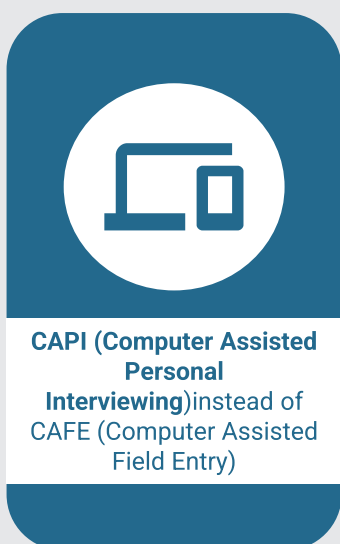 CAPI (Computer Assisted
Personal
Interviewing)instead of
CAFE (Computer Assisted
Field Entry)